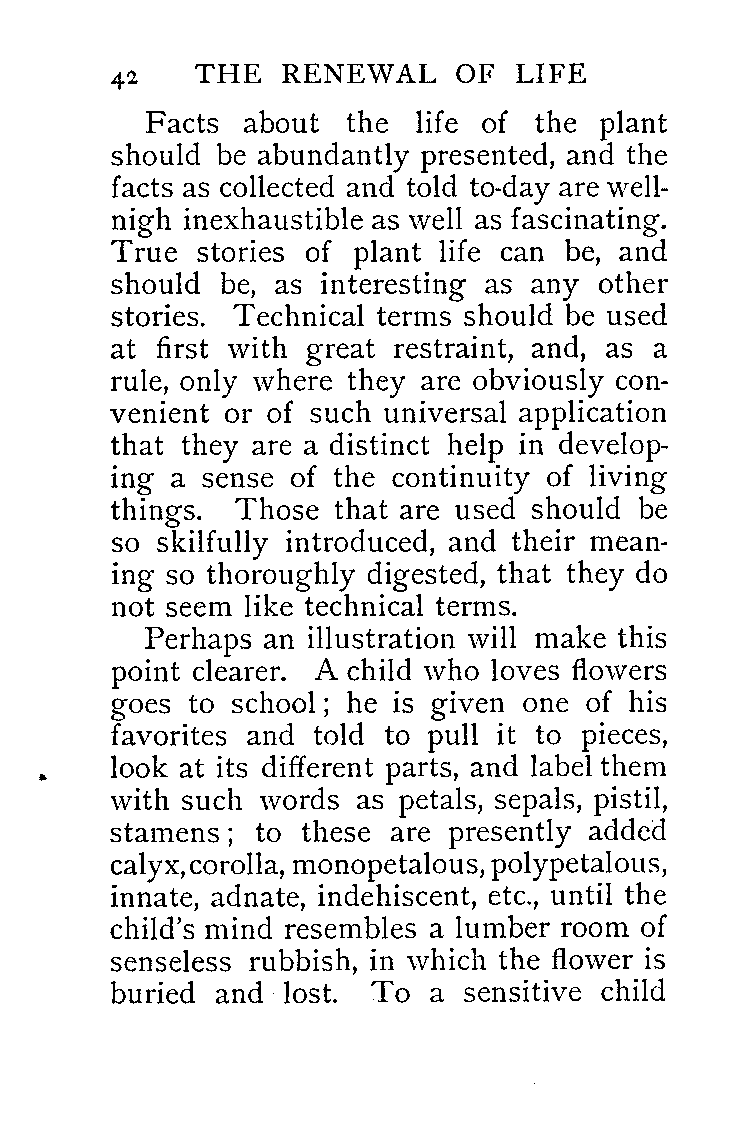 42 THE RENEWAL OF LIFE
Facts about the life of the plant
should be abundantly presented, and the
facts as collected and told to-day are well-
nigh inexhaustible as well as fascinating.
True stories of plant life can be, and
should be, as interesting as any other
stories. Technical terms should be used
at first with great restraint, and, as a
rule, only where they are obviously con-
venient or of such universal application
that they are a distinct help in develop-
ing a sense of the continuity of living
things. Those that are used should be
so skilfully introduced, and their mean-
ing so thoroughly digested, that they do
not seem like technical terms.
Perhaps an illustration will make this
point clearer. A child who loves flowers
goes to school; he is given one of his
favorites and told to pull it to pieces,
look at its different parts, and label them
with such words as petals, sepals, pistil,
stamens; to these are presently added
calyx, corolla, monopetalous, polypetalous,
innate, adnate, indehiscent, etc., until the
child's mind resembles a lumber room of
senseless rubbish, in which the flower is
buried and lost. To a sensitive child